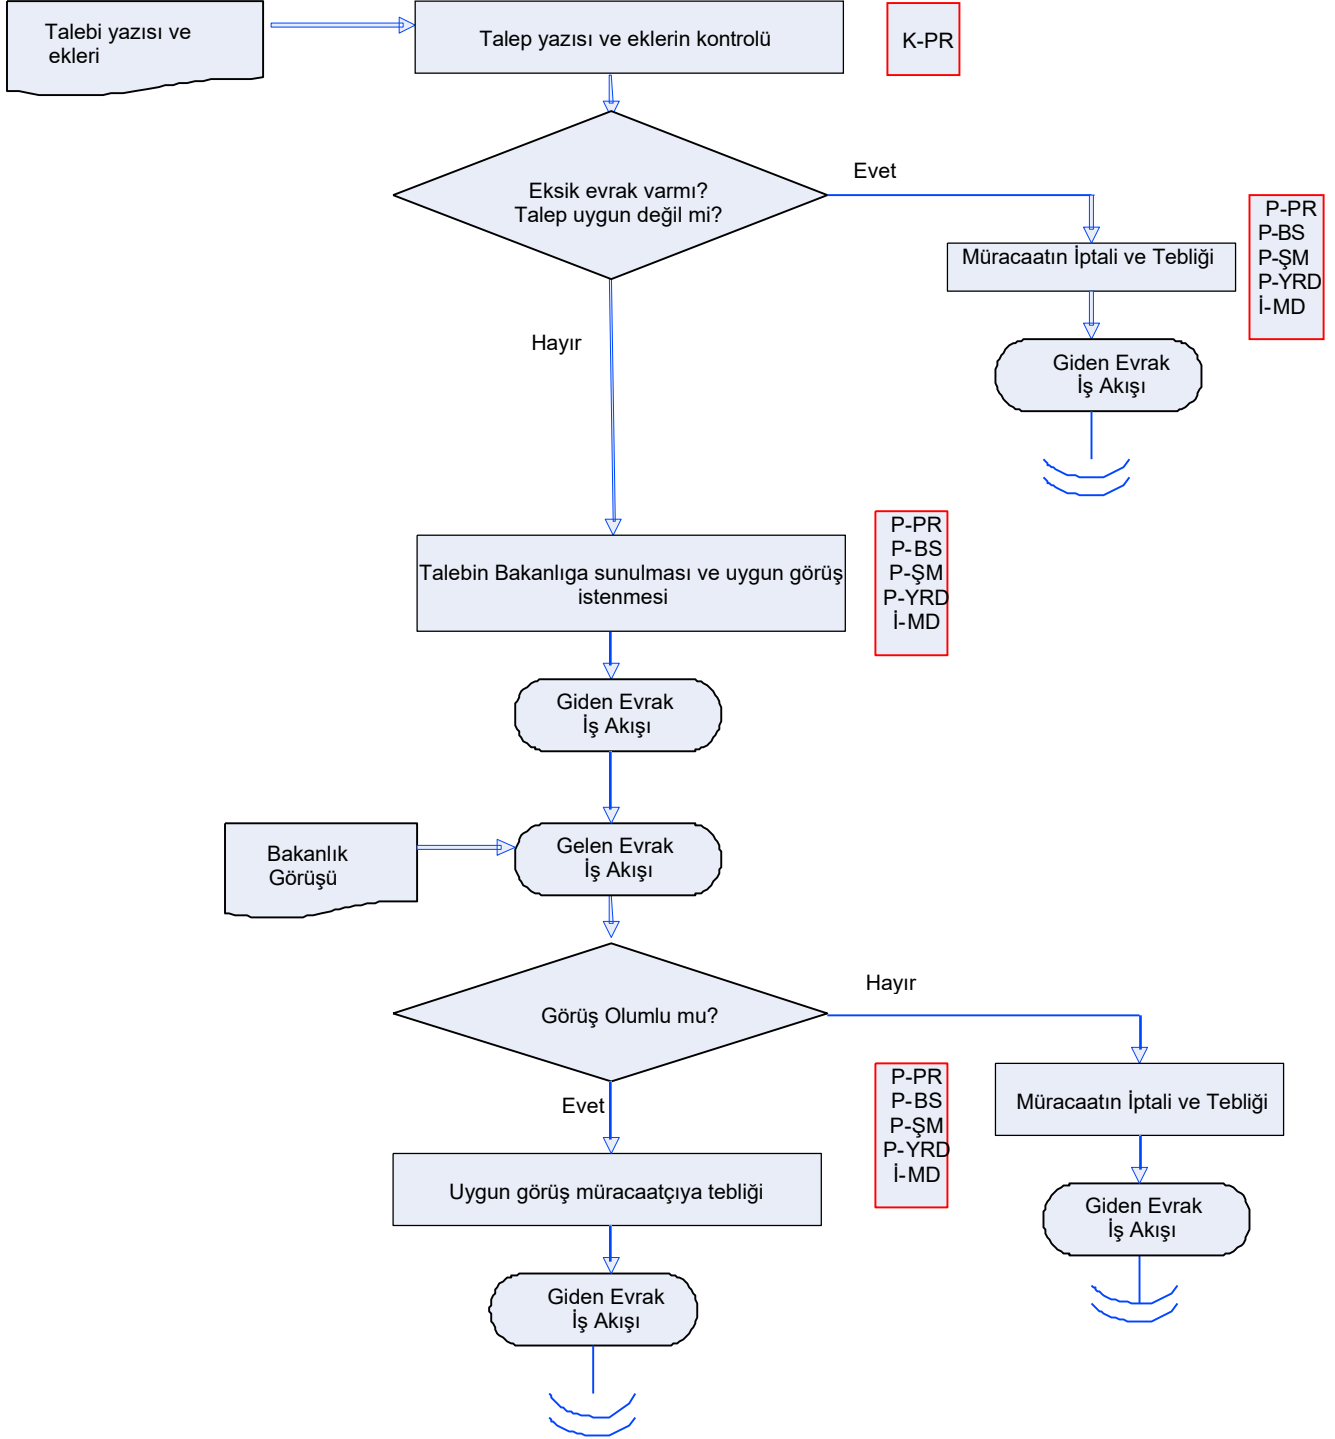 Talebi yazısı ve
ekleri
Talep yazısı ve eklerin kontrolü
K-PR
Eksik evrak varmı?
Talep uygun değil mi?
Evet
Müracaatın İptali ve Tebliği
P-PR
P-BS
P-ŞM
P-YRD
İ-MD
Giden Evrak
İş Akışı
Hayır
Talebin Bakanlıga sunulması ve uygun görüş
istenmesi
P-PR
P-BS
P-ŞM
P-YRD
İ-MD
Giden Evrak
İş Akışı
Bakanlık
Görüşü
Gelen Evrak
İş Akışı
Görüş Olumlu mu?
Hayır
Evet
P-PR
P-BS
P-ŞM
P-YRD
İ-MD
Müracaatın İptali ve Tebliği
Uygun görüş müracaatçıya tebliği
Giden Evrak
İş Akışı
Giden Evrak
İş Akışı